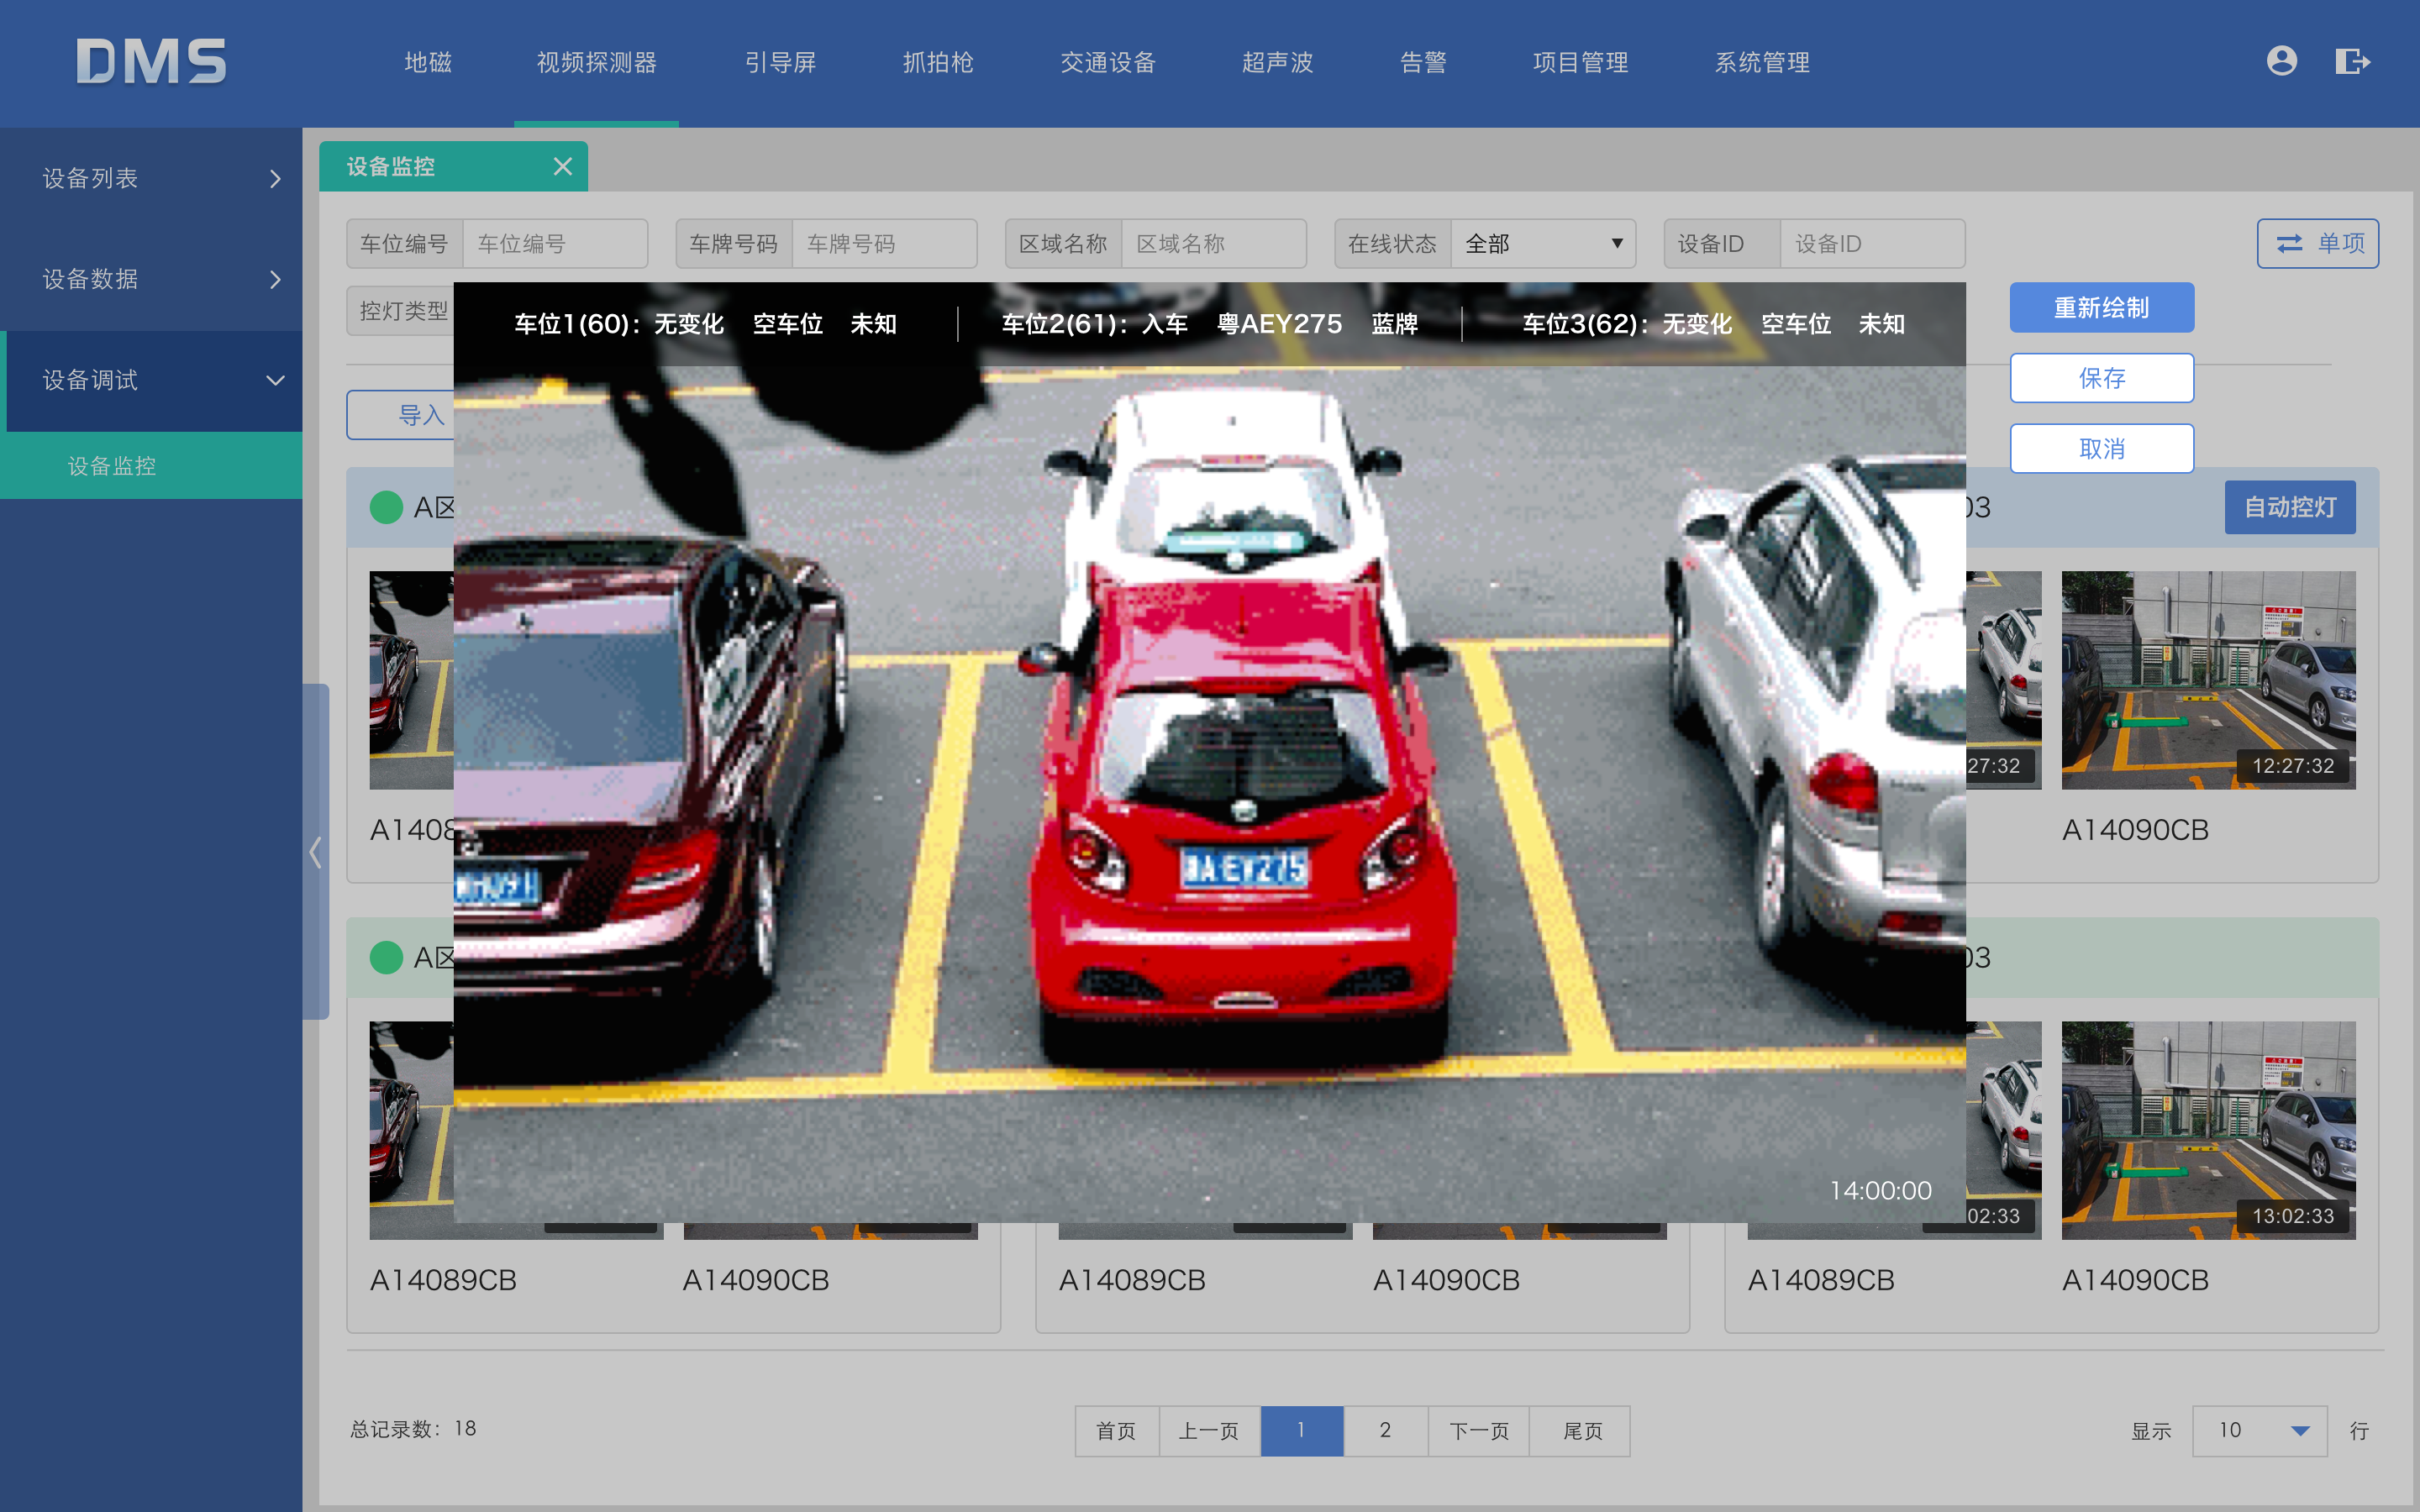 DMS
地磁 视频探测器 引导屏 抓拍枪 交通设备 超声波 告警 项目管理 系统管理
设备列表
设备数据
设备调试
设备监控
设备监控
车位编号 车位编号 车牌号码 车牌号码 区域名称 区域名称 在线状态 全部 设备ID 设备ID 单项
控灯类型
重新绘制
保存
取消
车位1(60)：无变化 空车位 未知 车位2(61)：入车 粤AEY275 蓝牌 车位3(62)：无变化 空车位 未知
导入
A区 03 自动控灯
27:32 12:27:32
A1408 A14090CB
A区 03
14:00:00
02:33 13:02:33
A14089CB A14090CB A14089CB A14090CB A14089CB A14090CB
总记录数：18 首页 上一页 1 2 下一页 尾页 显示 10 行